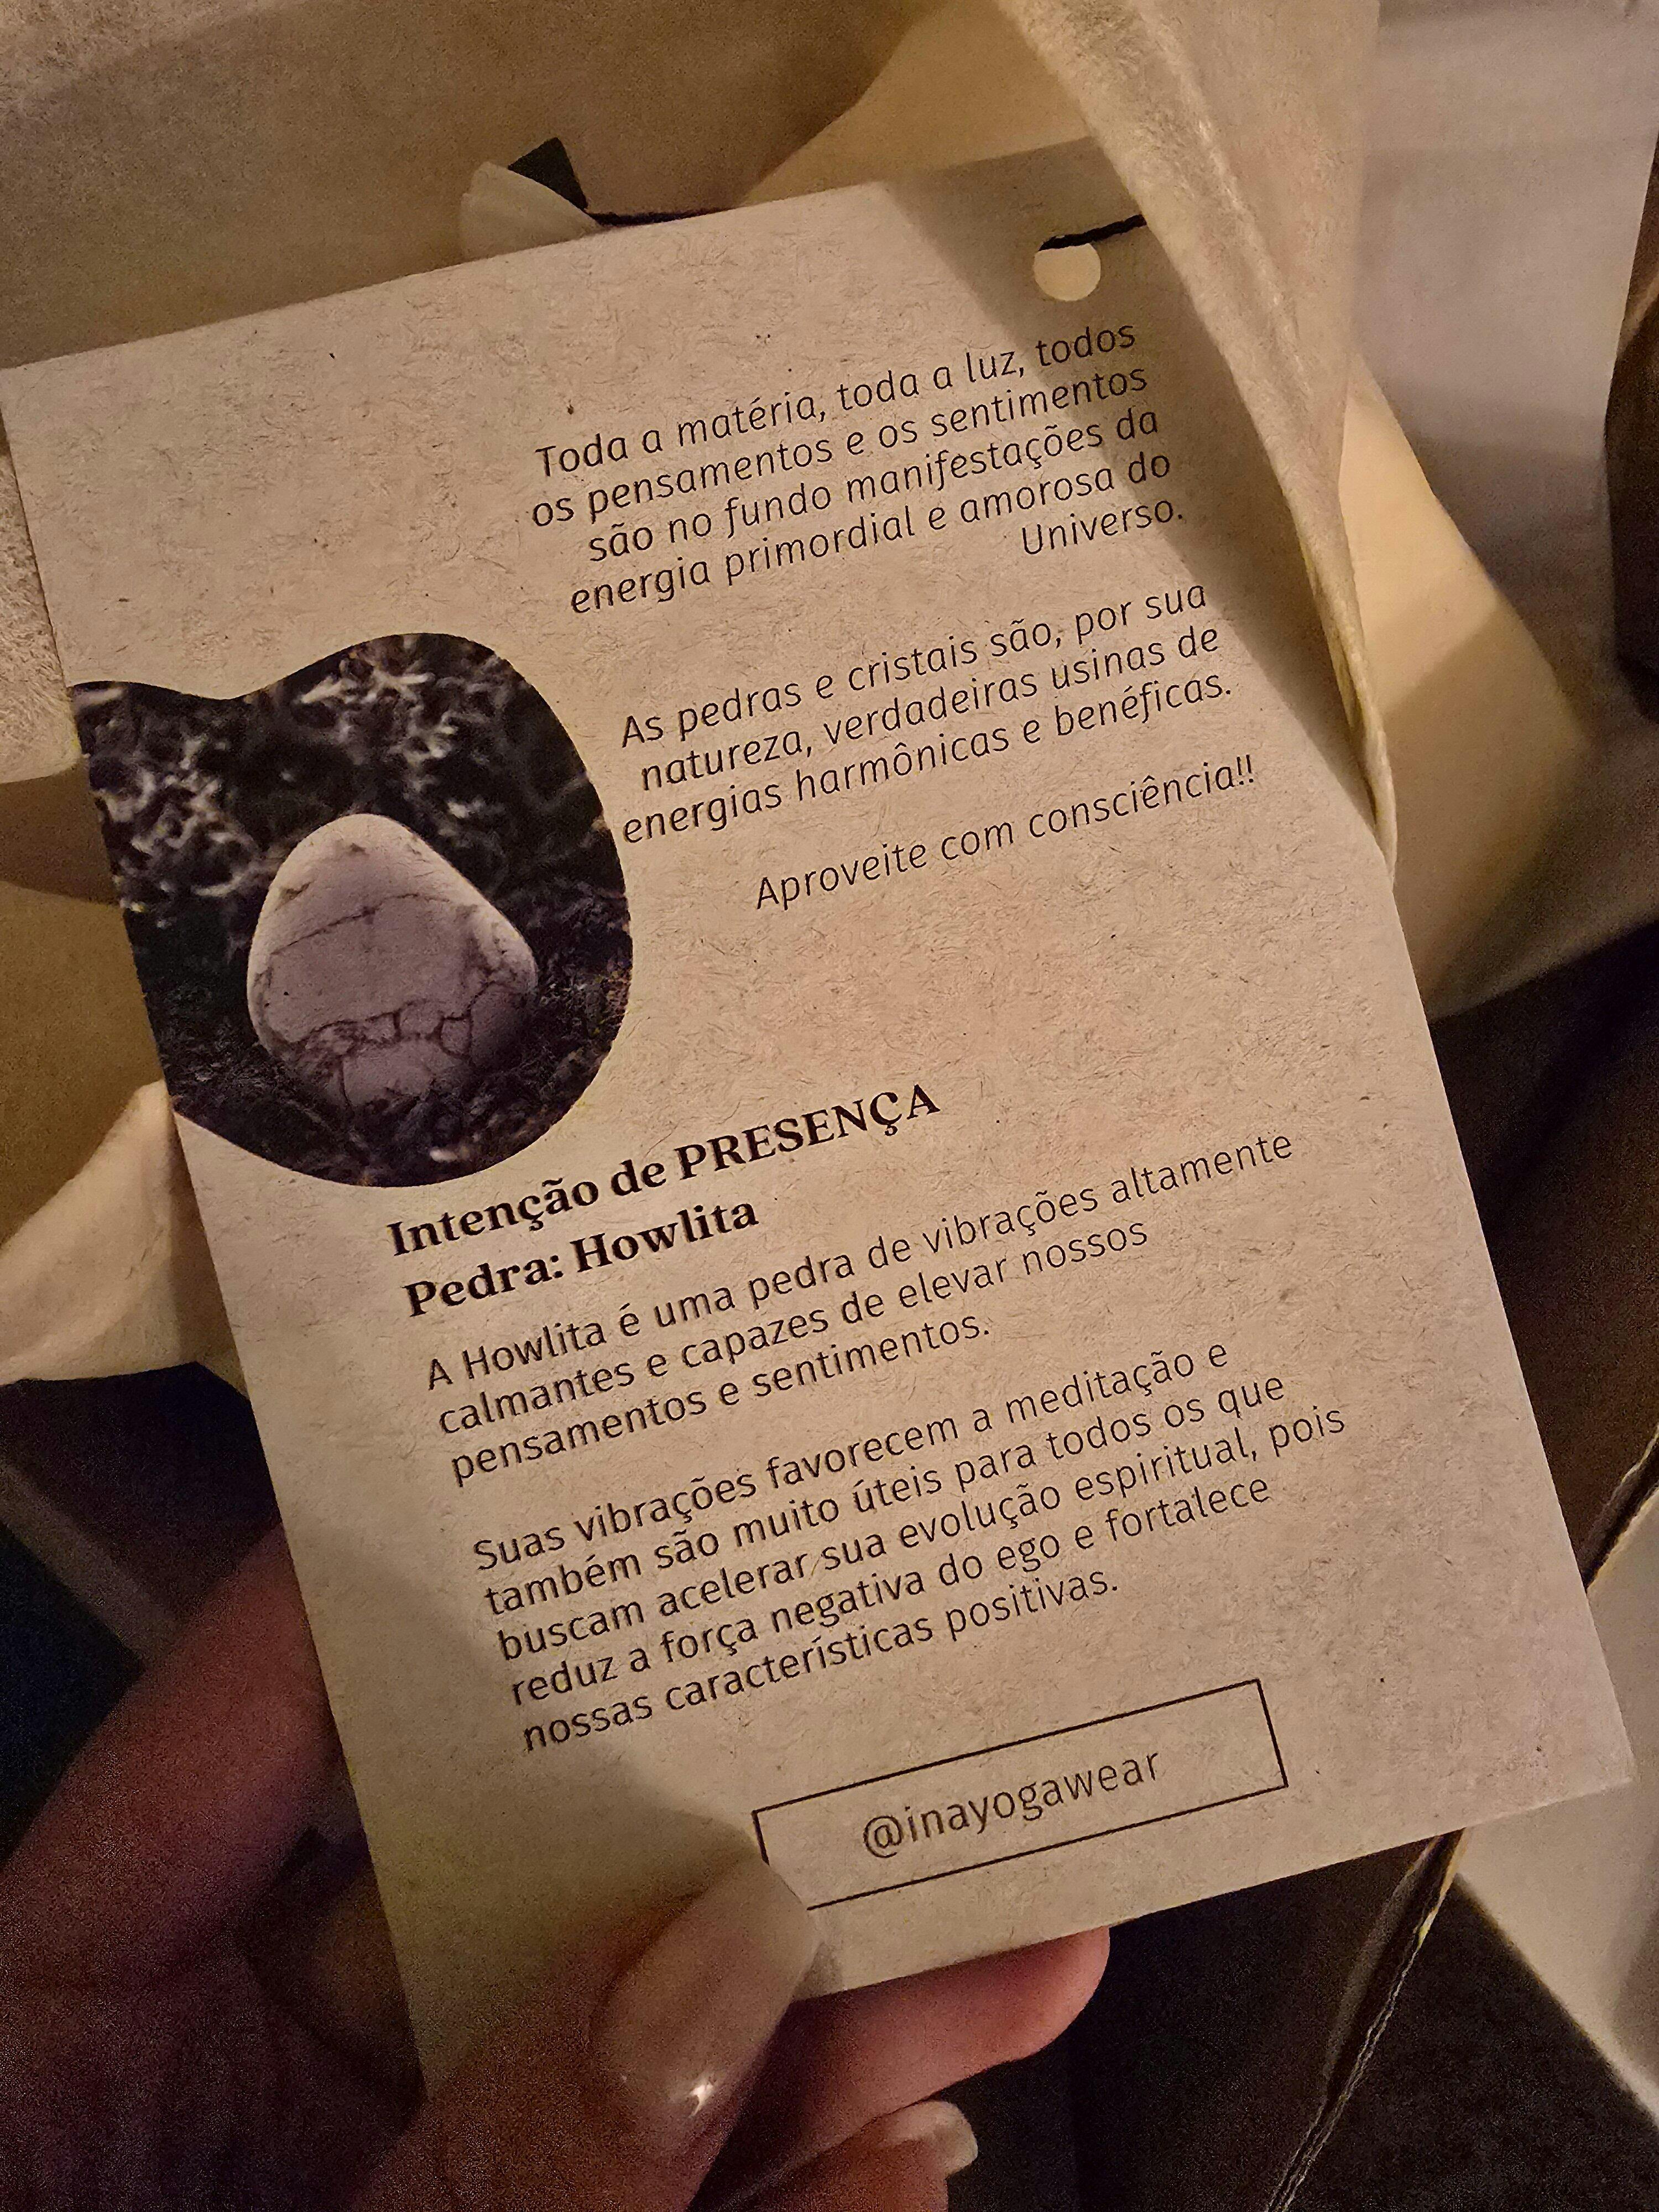 Toda a matéria, toda a luz, todos
os pensamentos e os sentimentos
são no fundo manifestações da
energia primordial e amorosa do
Universo.
As pedras e cristais são, por sua
natureza, verdadeiras usinas de
energias harmônicas e benéficas.
Aproveite com consciência!!
Intenção de PRESENÇA
Pedra: Howlita
A Howlita é uma pedra de vibrações altamente
calmantes e capazes de elevar nossos
pensamentos e sentimentos.
Suas vibrações favorecem a meditação e
também são muito úteis para todos os que
buscam acelerar sua evolução espiritual, pois
reduz a força negativa do ego e fortalece
nossas características positivas.
@inayogawear